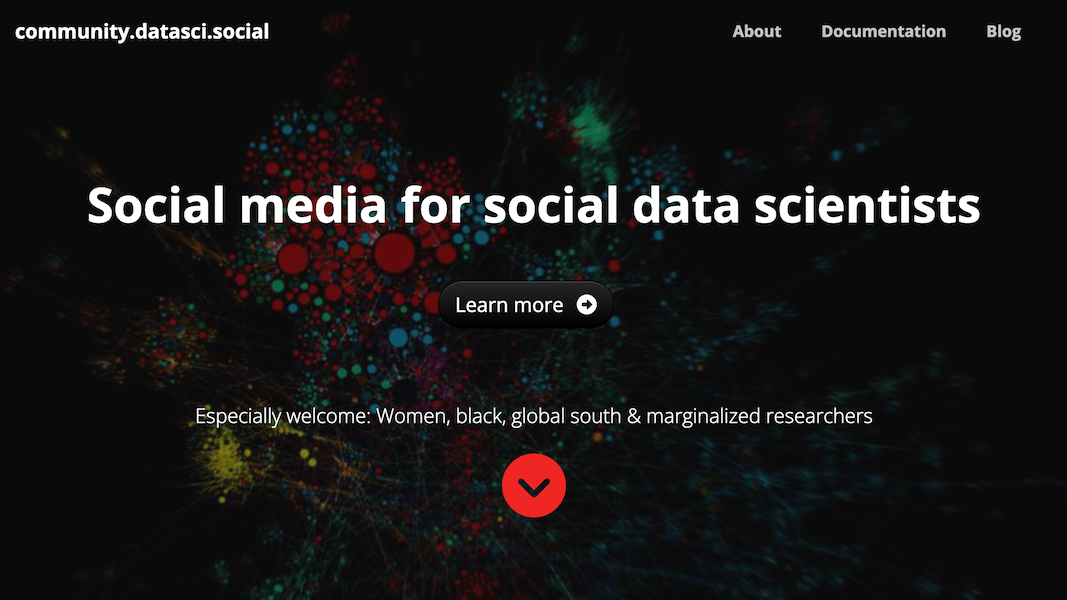 community.datasci.social
About
Documentation
Blog
Social media for social data scientists
Learn more
Especially welcome: Women, black, global south & marginalized researchers